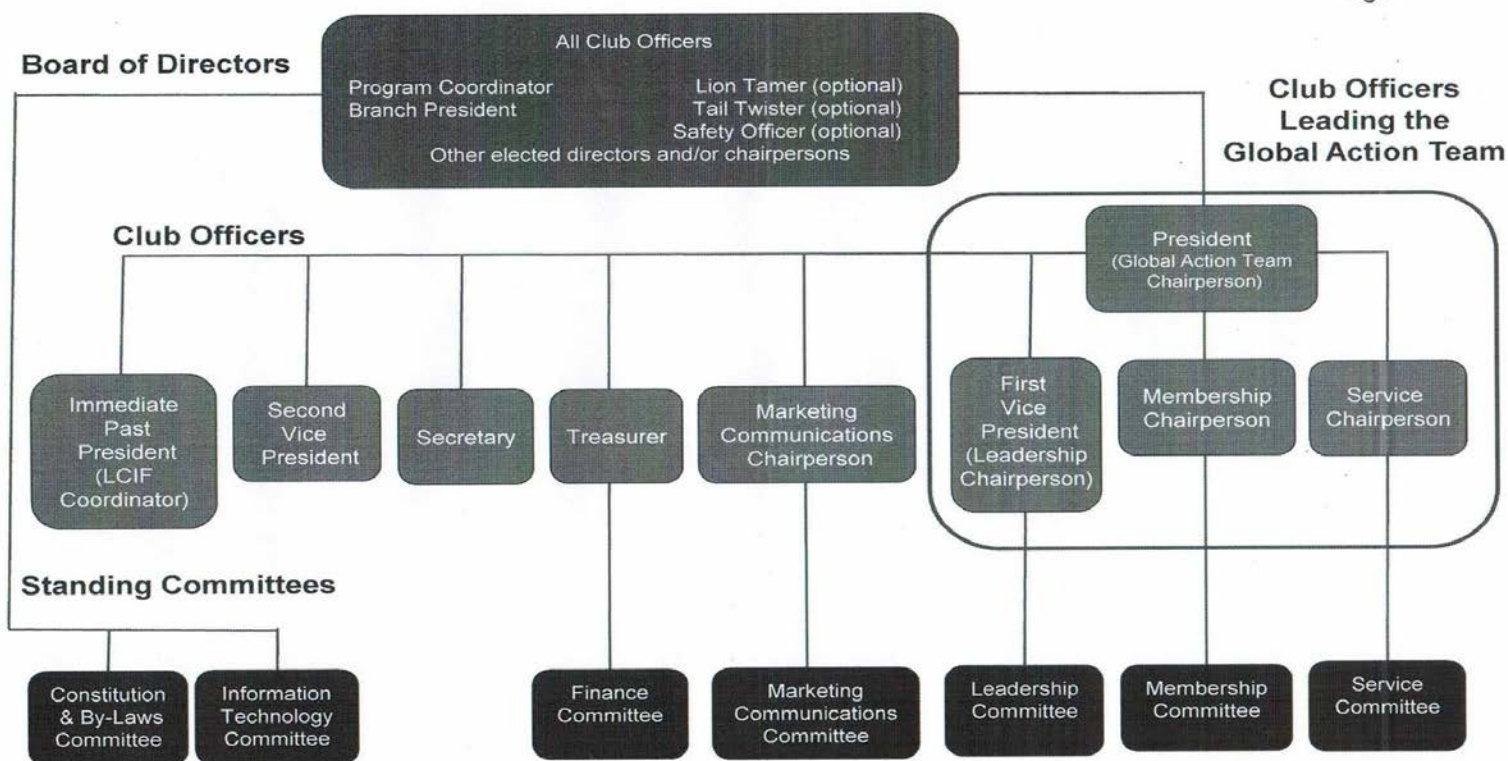 All Club Officers
Board of Directors
Program Coordinator
Lion Tamer (optional)
Branch President
Tail Twister (optional)
Safety Officer (optional)
Other elected directors and/or chairpersons
Club Officers
Leading the
Global Action Team
Club Officers
President
(Global Action Team
Chairperson)
Immediate
Past
President
(LCIF
Coordinator)
Second
Vice
President
Secretary
Treasurer
Marketing
Communications
Chairperson
First
Vice
President
(Leadership
Chairperson)
Membership
Chairperson
Service
Chairperson
Standing Committees
Constitution
& By-Laws
Committee
Information
Technology
Committee
Finance
Committee
Marketing
Communications
Committee
Leadership
Committee
Membership
Committee
Service
Committee